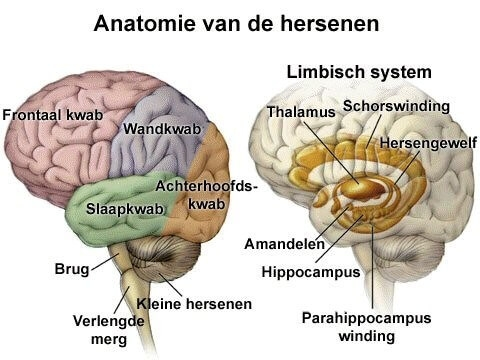 Anatomie van de hersenen
Frontaal kwab
Wandkwab
Achterhoofds-
kwab
Slaapkwab
Brug
Kleine hersenen
Verlengde
merg
Limbisch system
Thalamus
Schorswinding
Hersengewelf
Amandelen
Hippocampus
Parahippocampus
winding